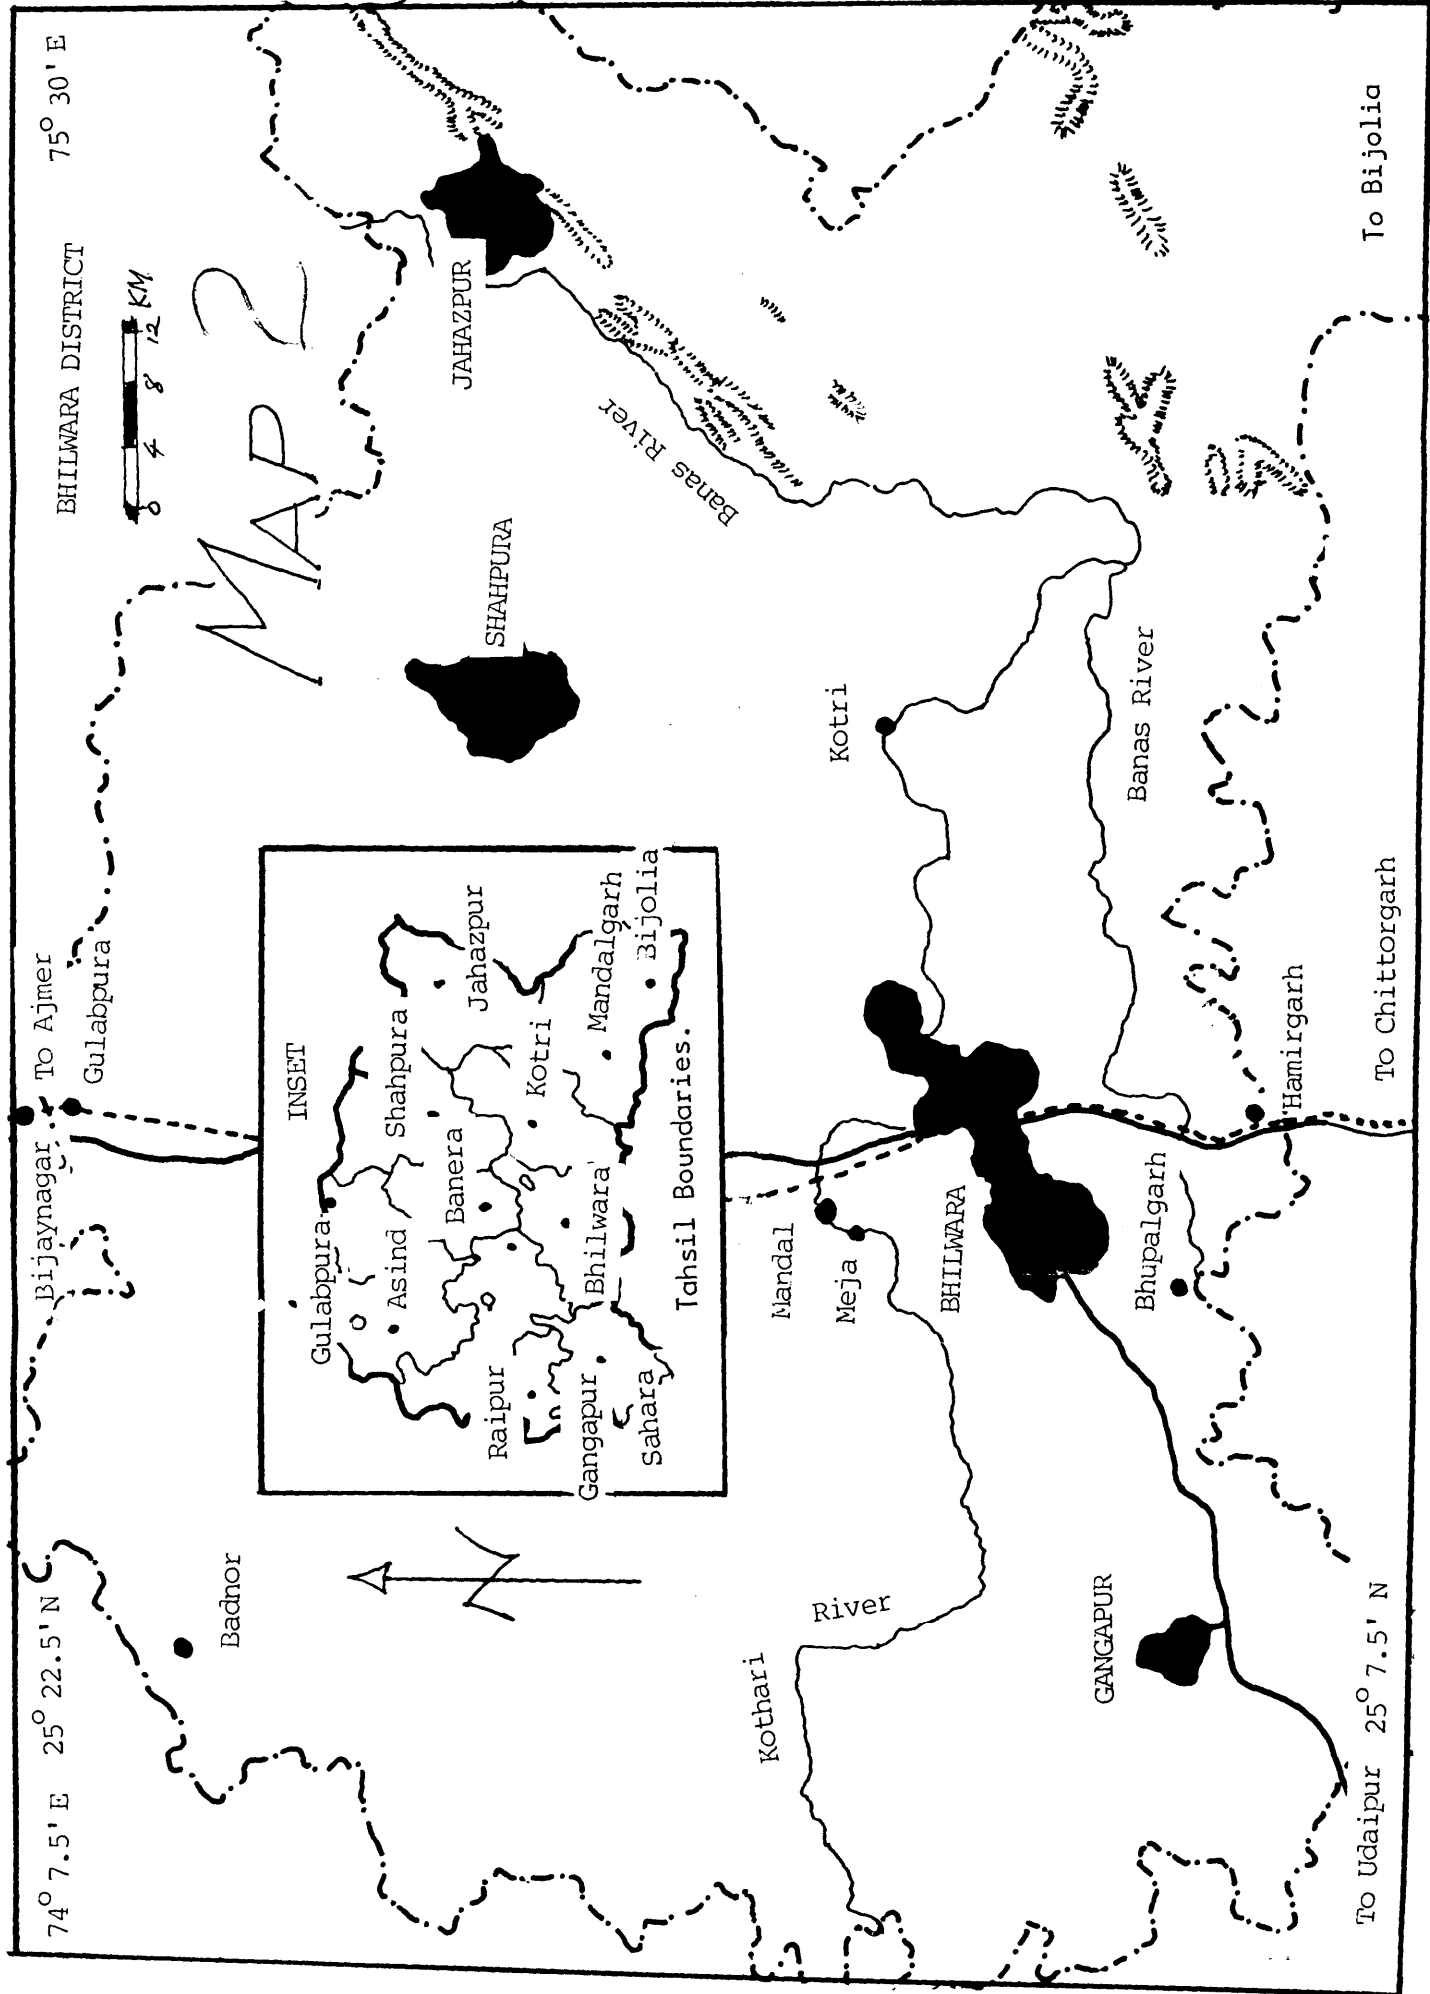 BHILWARA DISTRICT
0 4 8 12 KM
MAP 2
74° 7.5' E 25° 22.5' N
Bijaynagar
To Ajmer
75° 30' E
Gulabpura
Badnor
INSET
Gulabpura
Asind
Shahpura
Banera
Jahazpur
Raipur
Kotri
Gangapur
Bhilwara
Mandalgarh
Sahara
Bijolia
Tahsil Boundaries.
N
JAHAZPUR
SHAHPURA
Banas River
Kothari
River
Mandal
Meja
Kotri
BHILWARA
Banas River
GANGAPUR
Bhupalgarh
Hamirgarh
To Udaipur 25° 7.5' N
To Chittorgarh
To Bijolia